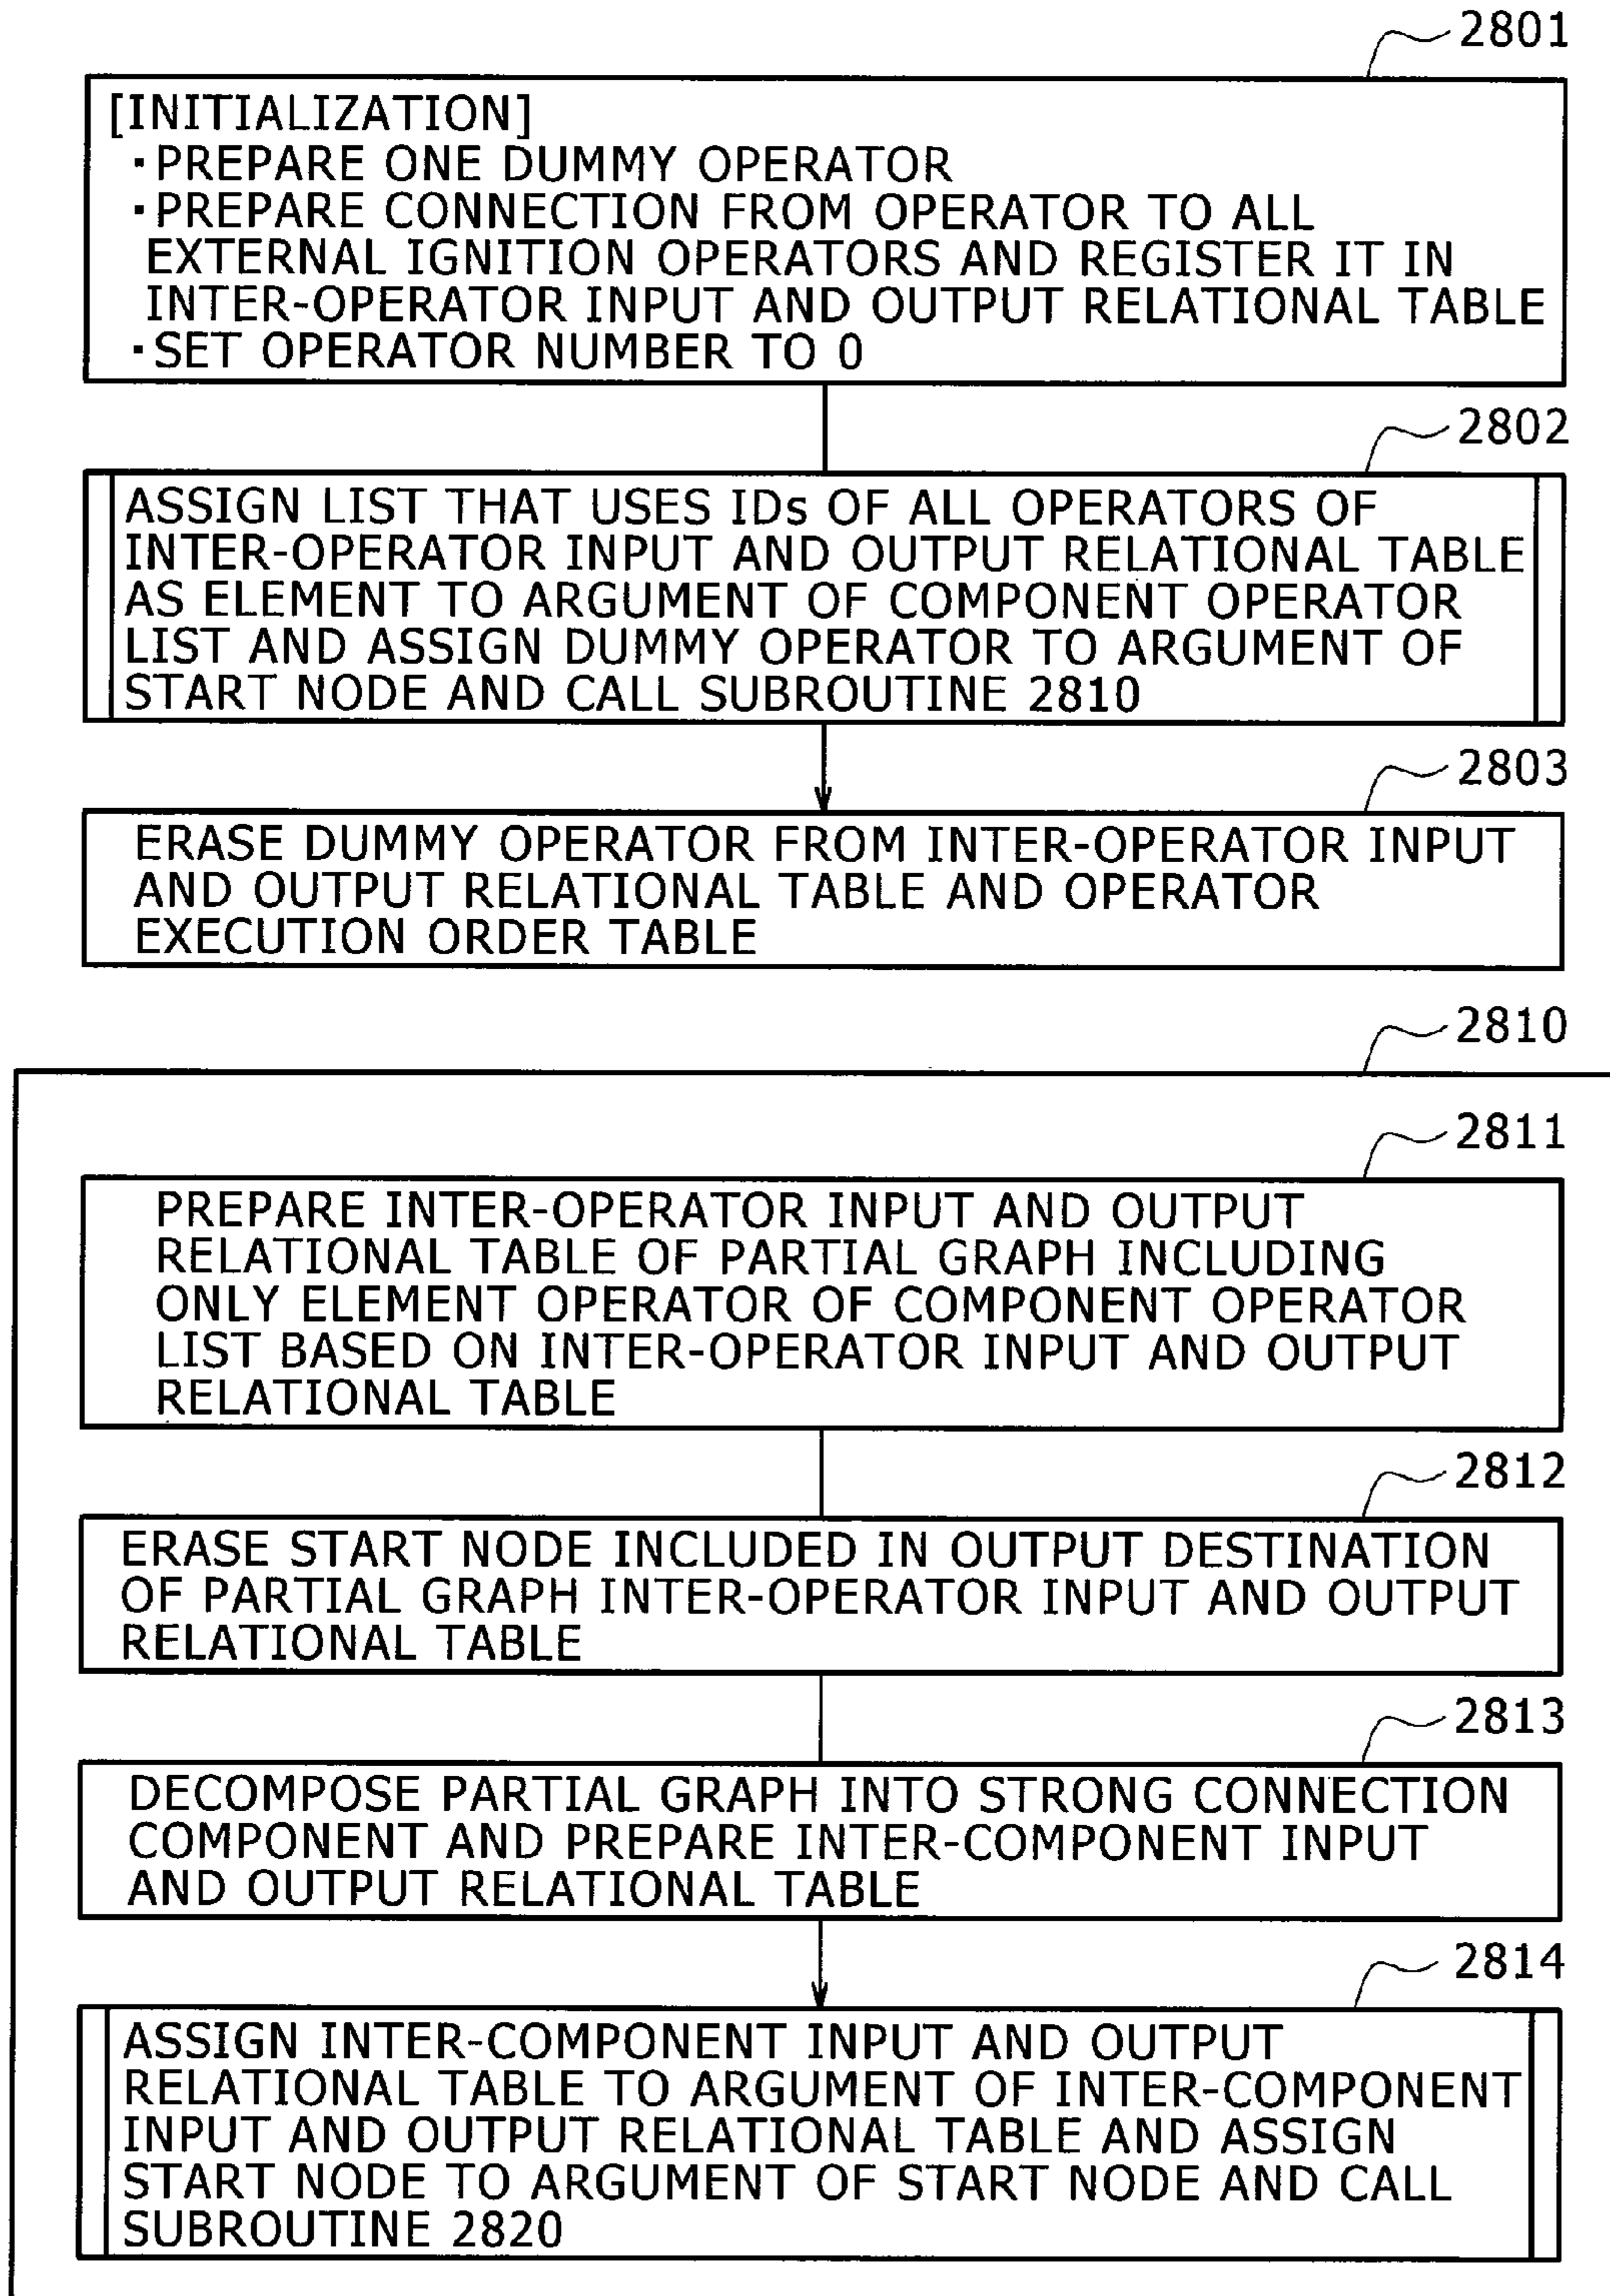 2801
[INITIALIZATION]
·PREPARE ONE DUMMY OPERATOR
·PREPARE CONNECTION FROM OPERATOR TO ALL
EXTERNAL IGNITION OPERATORS AND REGISTER IT IN
INTER-OPERATOR INPUT AND OUTPUT RELATIONAL TABLE
·SET OPERATOR NUMBER TO 0
2802
ASSIGN LIST THAT USES IDs OF ALL OPERATORS OF
INTER-OPERATOR INPUT AND OUTPUT RELATIONAL TABLE
AS ELEMENT TO ARGUMENT OF COMPONENT OPERATOR
LIST AND ASSIGN DUMMY OPERATOR TO ARGUMENT OF
START NODE AND CALL SUBROUTINE 2810
2803
ERASE DUMMY OPERATOR FROM INTER-OPERATOR INPUT
AND OUTPUT RELATIONAL TABLE AND OPERATOR
EXECUTION ORDER TABLE
2810
2811
PREPARE INTER-OPERATOR INPUT AND OUTPUT
RELATIONAL TABLE OF PARTIAL GRAPH INCLUDING
ONLY ELEMENT OPERATOR OF COMPONENT OPERATOR
LIST BASED ON INTER-OPERATOR INPUT AND OUTPUT
RELATIONAL TABLE
2812
ERASE START NODE INCLUDED IN OUTPUT DESTINATION
OF PARTIAL GRAPH INTER-OPERATOR INPUT AND OUTPUT
RELATIONAL TABLE
2813
DECOMPOSE PARTIAL GRAPH INTO STRONG CONNECTION
COMPONENT AND PREPARE INTER-COMPONENT INPUT
AND OUTPUT RELATIONAL TABLE
2814
ASSIGN INTER-COMPONENT INPUT AND OUTPUT
RELATIONAL TABLE TO ARGUMENT OF INTER-COMPONENT
INPUT AND OUTPUT RELATIONAL TABLE AND ASSIGN
START NODE TO ARGUMENT OF START NODE AND CALL
SUBROUTINE 2820